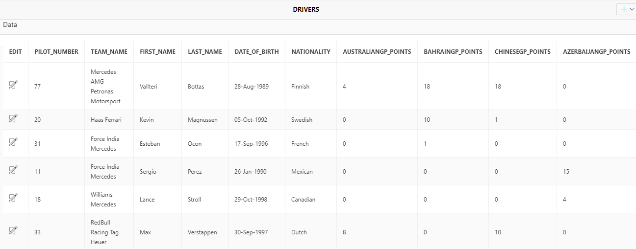 DRIVERS
Data
EDIT PILOT_NUMBER TEAM_NAME FIRST_NAME LAST_NAME DATE_OF_BIRTH NATIONALITY AUSTRALIANGP_POINTS BAHRAINGP_POINTS CHINESEGP_POINTS AZERBAIJANGP_POINTS
77 Mercedes AMG Petronas Motorsport Valtteri Bottas 28-Aug-1989 Finnish 4 18 18 0
20 Haas Ferrari Kevin Magnussen 05-Oct-1992 Swedish 0 10 1 0
31 Force India Mercedes Esteban Ocon 17-Sep-1996 French 0 1 0 0
11 Force India Mercedes Sergio Perez 26-Jan-1990 Mexican 0 0 0 15
18 Williams Mercedes Lance Stroll 29-Oct-1998 Canadian 0 0 0 4
33 RedBull Racing Tag Heuer Max Verstappen 30-Sep-1997 Dutch 8 0 10 0